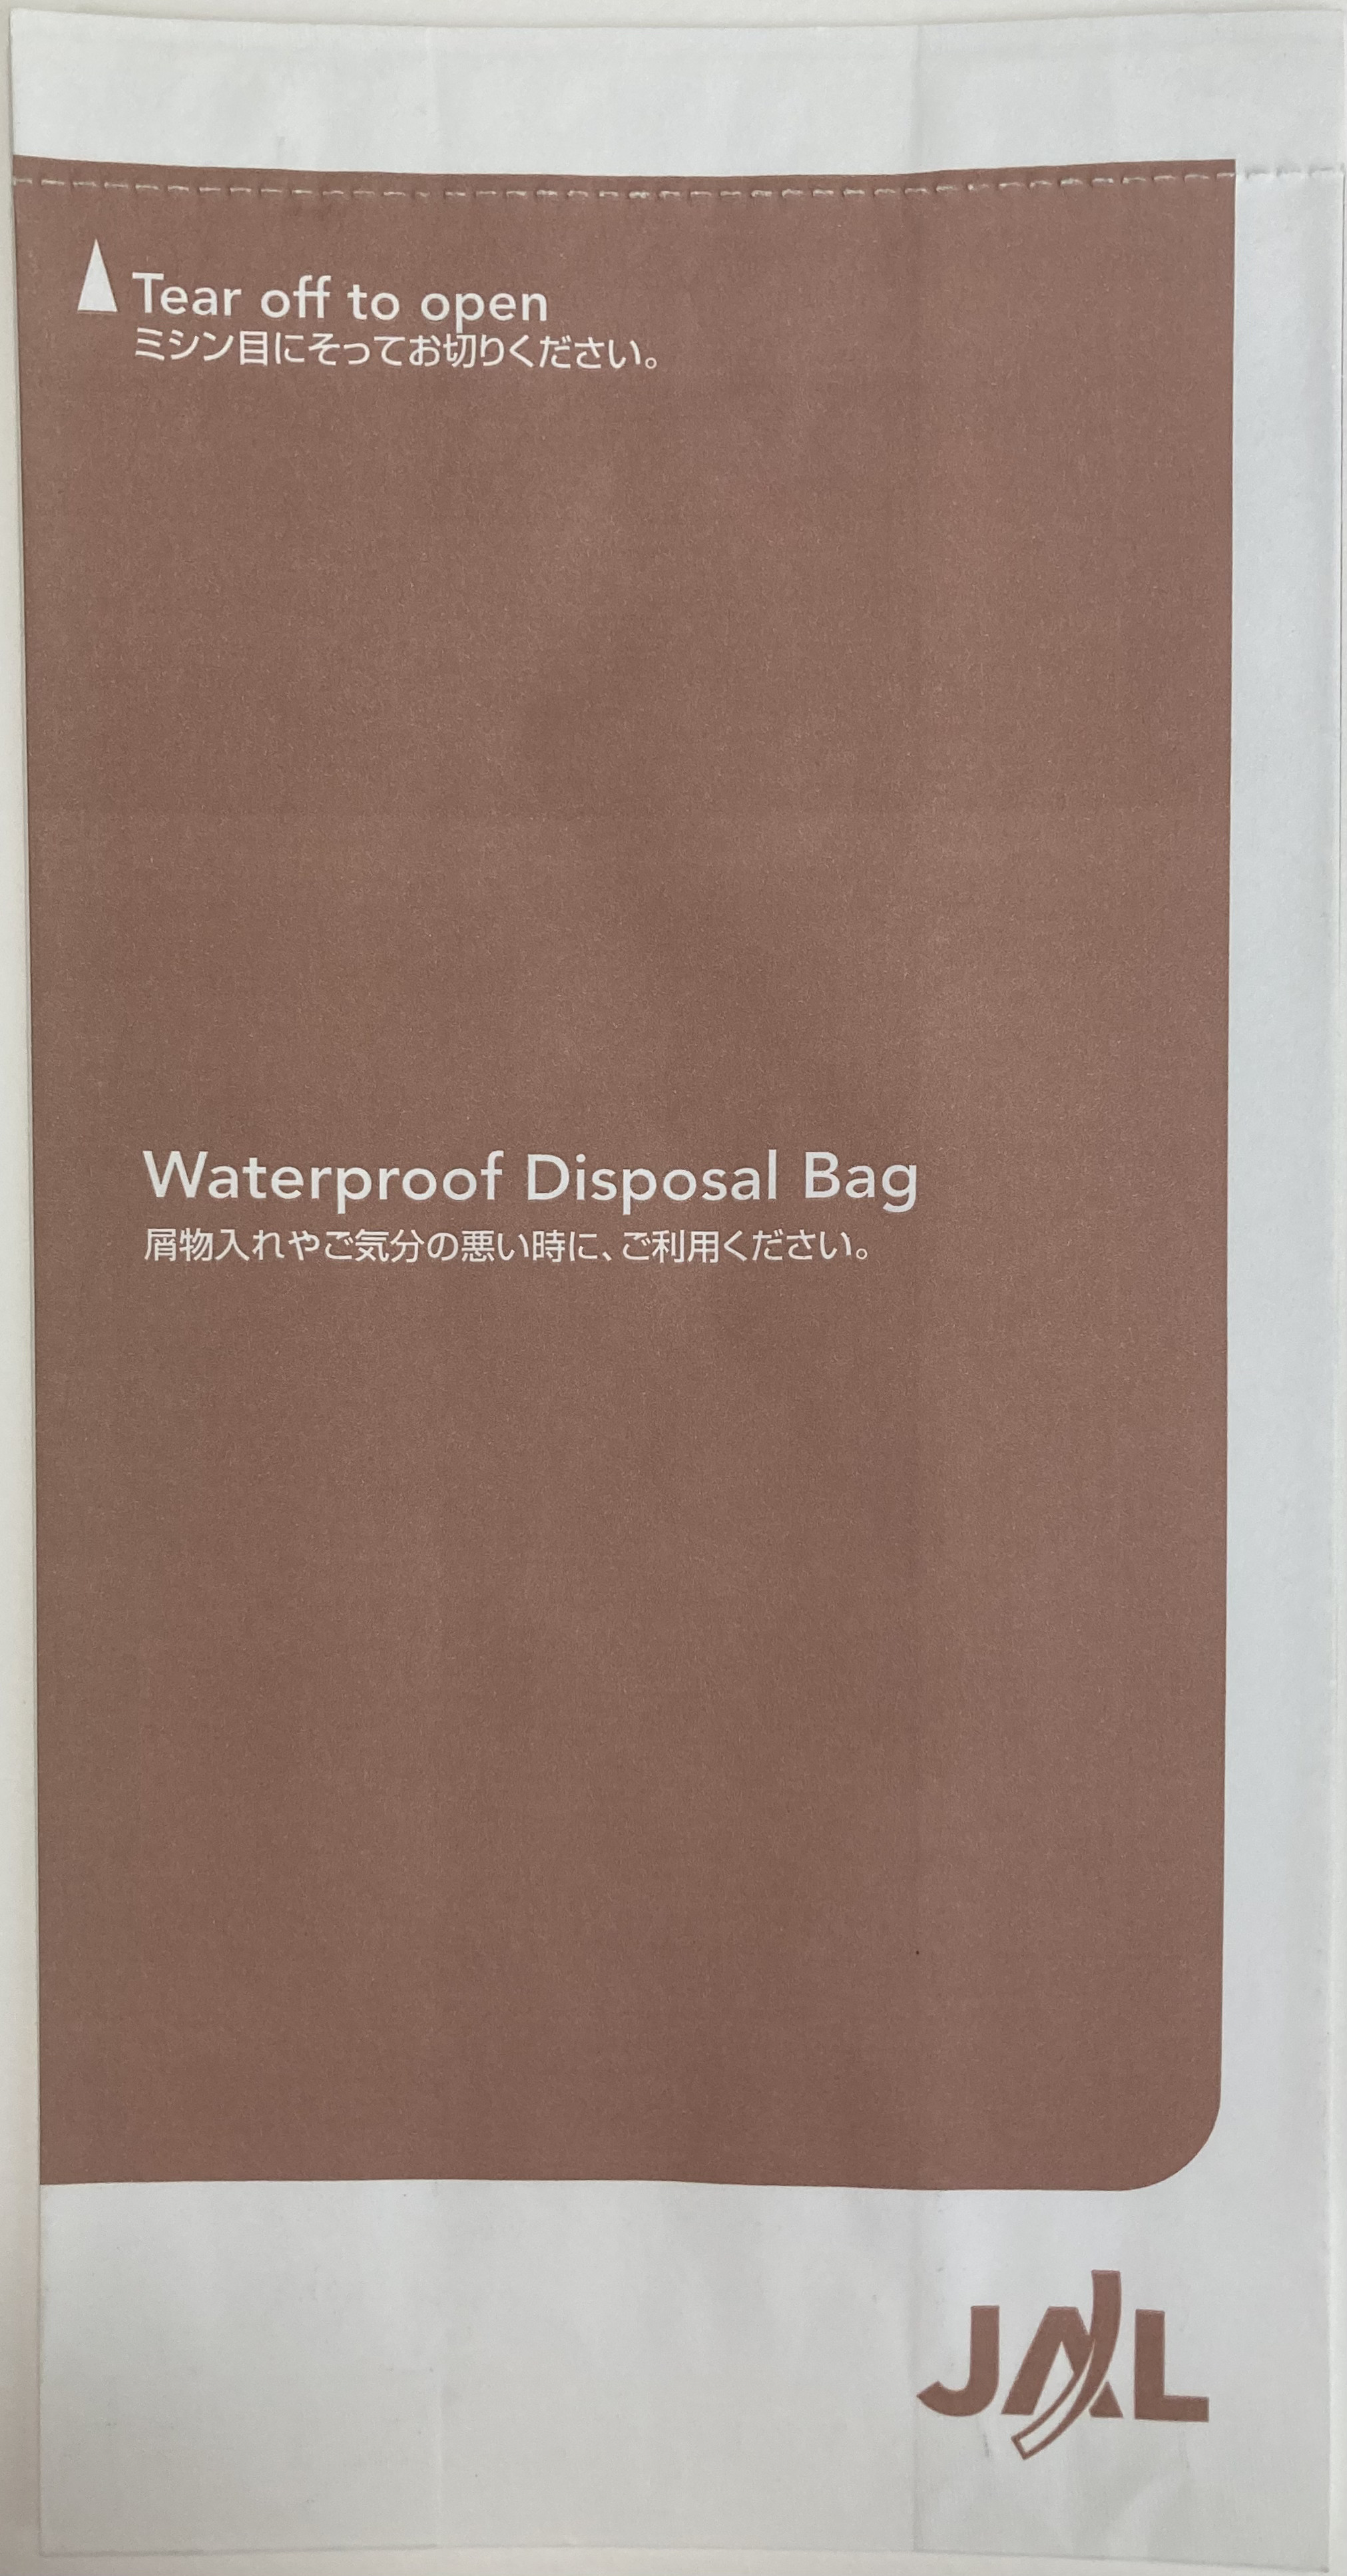 Tear off to open
ミシン目にそってお切りください。
Waterproof Disposal Bag
屑物入れやご気分の悪い時に、ご利用ください。
JAL